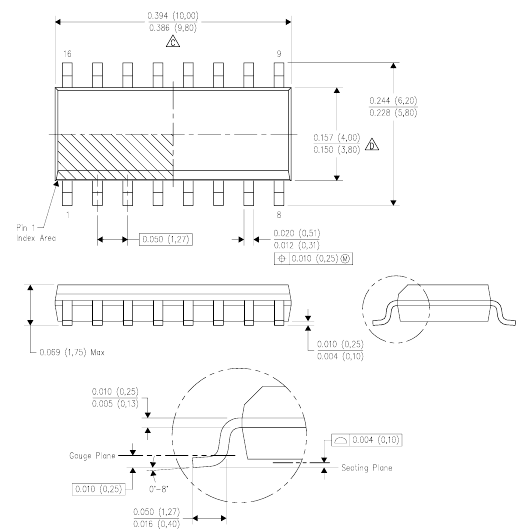 0.394 (10,00)
0.386 (9,80)
C
16
9
0.244 (6,20)
0.228 (5,80)
0.157 (4,00)
0.150 (3,80)
D
Pin 1
Index Area
1
8
0.050 (1,27)
0.020 (0,51)
0.012 (0,31)
⌖ 0.010 (0,25) Ⓜ
0.069 (1,75) Max
0.010 (0,25)
0.004 (0,10)
0.010 (0,25)
0.005 (0,13)
Gauge Plane
0.004 (0,10)
Seating Plane
0.010 (0,25)
0°-8°
0.050 (1,27)
0.016 (0,40)